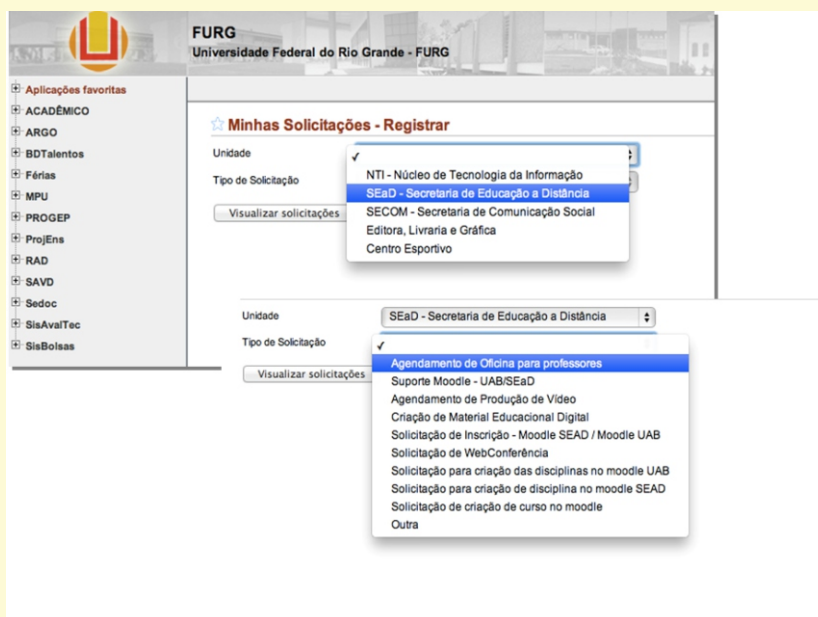 FURG
Universidade Federal do Rio Grande - FURG
Aplicações favoritas
ACADÊMICO
ARGO
BDTalentos
Férias
MPU
PROGEP
ProjEns
RAD
SAVD
Sedoc
SisAvalTec
SisBolsas
Minhas Solicitações - Registrar
Unidade
NTI - Núcleo de Tecnologia da Informação
SEaD - Secretaria de Educação a Distância
SECOM - Secretaria de Comunicação Social
Editora, Livraria e Gráfica
Centro Esportivo
Tipo de Solicitação
Visualizar solicitações
Unidade
SEaD - Secretaria de Educação a Distância
Tipo de Solicitação
Agendamento de Oficina para professores
Suporte Moodle - UAB/SEaD
Agendamento de Produção de Vídeo
Criação de Material Educacional Digital
Solicitação de Inscrição - Moodle SEAD / Moodle UAB
Solicitação de WebConferência
Solicitação para criação das disciplinas no moodle UAB
Solicitação para criação de disciplina no moodle SEAD
Solicitação de criação de curso no moodle
Outra
Visualizar solicitações